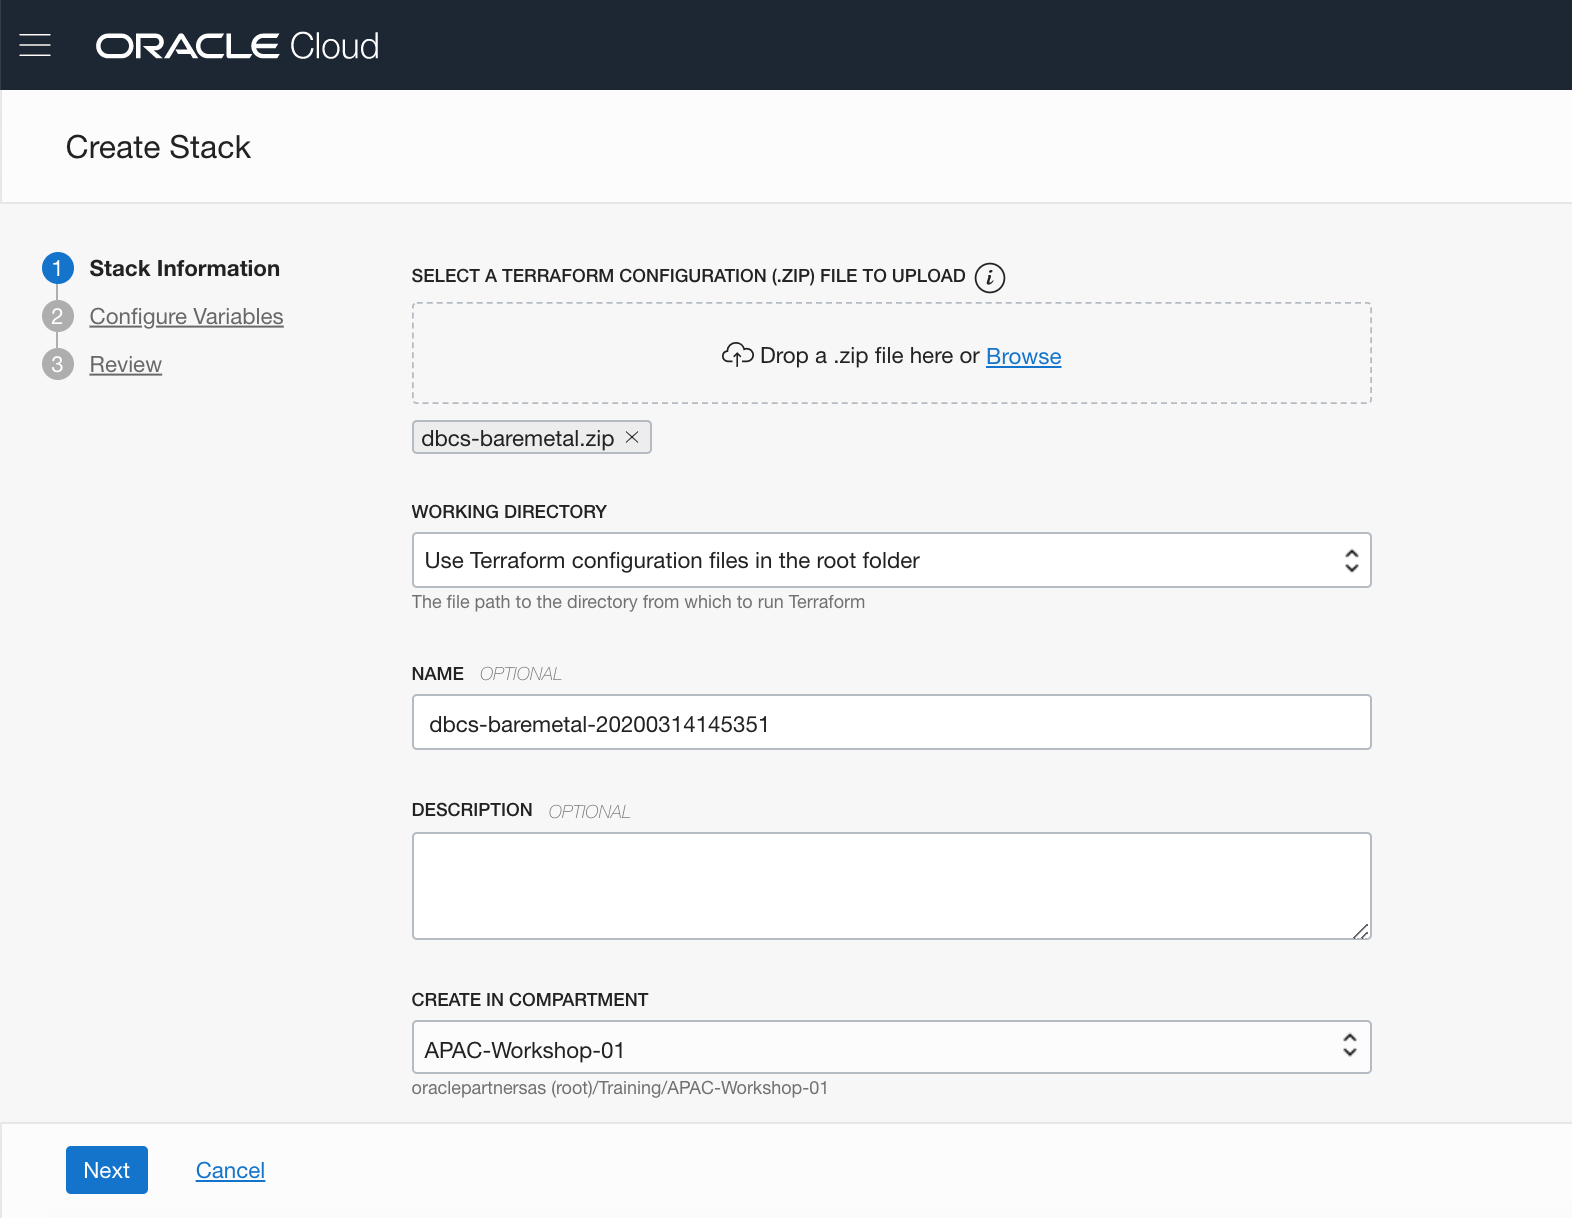 ORACLE Cloud
Create Stack
1 Stack Information
2 Configure Variables
3 Review
SELECT A TERRAFORM CONFIGURATION (.ZIP) FILE TO UPLOAD i
Drop a .zip file here or Browse
dbcs-baremetal.zip
WORKING DIRECTORY
Use Terraform configuration files in the root folder
The file path to the directory from which to run Terraform
NAME OPTIONAL
dbcs-baremetal-20200314145351
DESCRIPTION OPTIONAL
CREATE IN COMPARTMENT
APAC-Workshop-01
oraclepartnersas (root)/Training/APAC-Workshop-01
Next Cancel